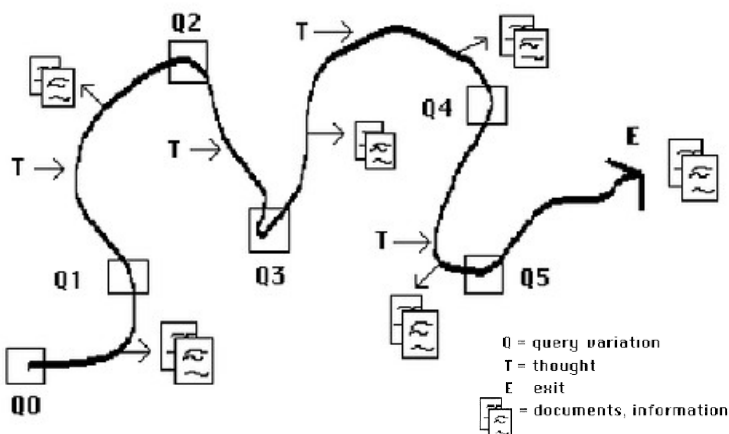 Q2
T
Q4
E
T
T
Q1
Q3
T
Q5
Q0
Q = query variation
T = thought
E exit
= documents, information